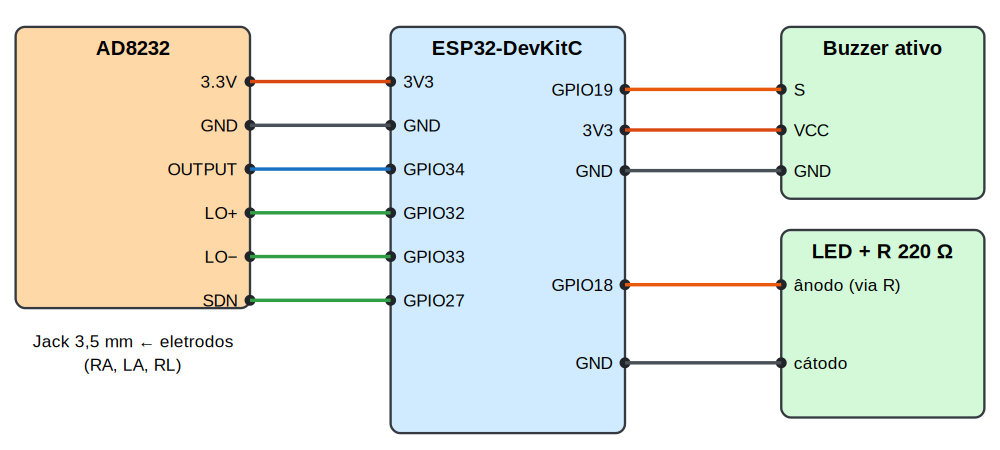 AD8232
3.3V
GND
OUTPUT
LO+
LO−
SDN
Jack 3,5 mm ← eletrodos
(RA, LA, RL)
ESP32-DevKitC
3V3
GND
GPIO34
GPIO32
GPIO33
GPIO27
GPIO19
3V3
GND
GPIO18
GND
Buzzer ativo
S
VCC
GND
LED + R 220 Ω
ânodo (via R)
cátodo